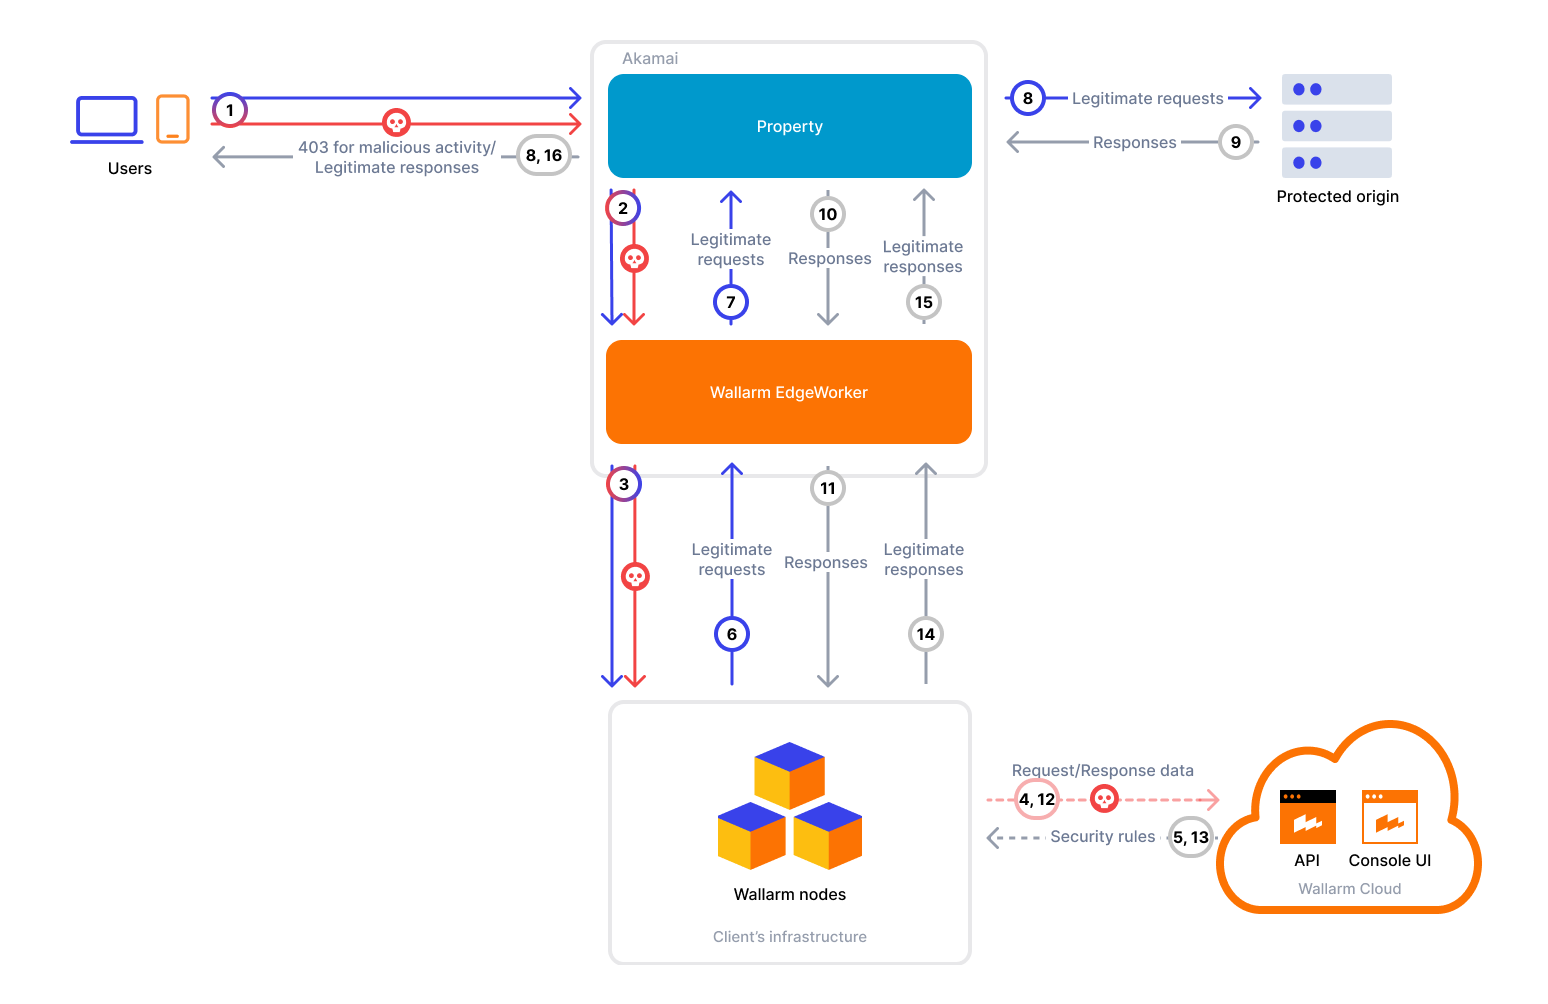 Akamai
1
8
Legitimate requests
Property
403 for malicious activity/
Legitimate responses
8, 16
Responses
9
Users
Protected origin
2
10
Legitimate
requests
Responses
Legitimate
responses
7
15
Wallarm EdgeWorker
3
11
Legitimate
requests
Responses
Legitimate
responses
6
14
Request/Response data
4, 12
Security rules
5, 13
API
Console UI
Wallarm Cloud
Wallarm nodes
Client’s infrastructure